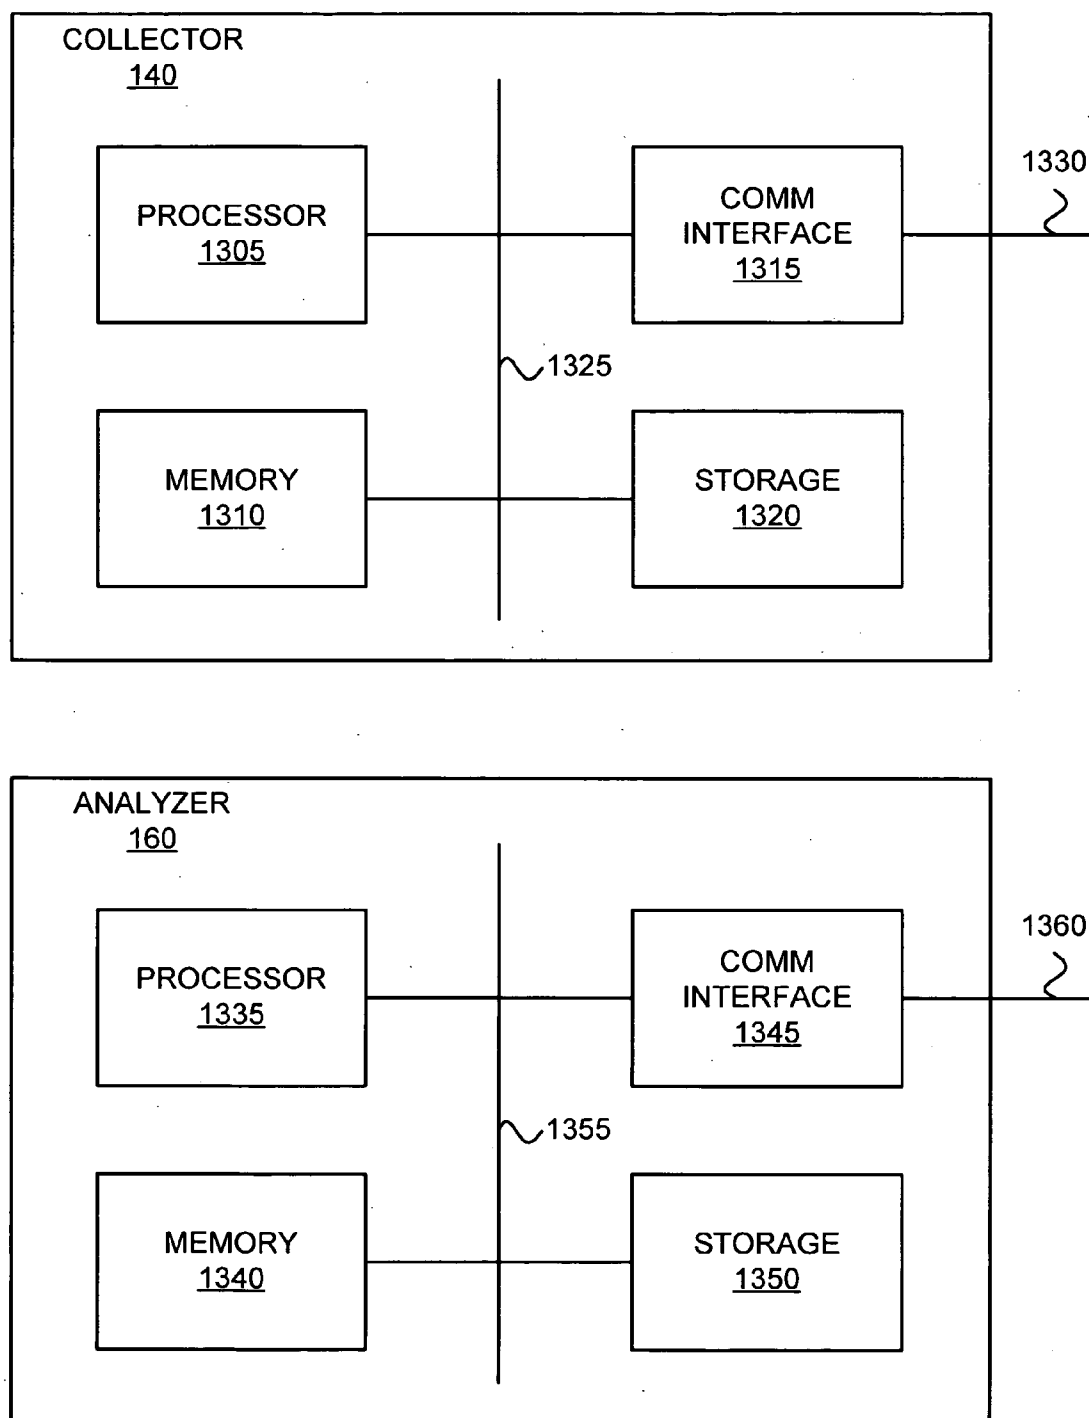 COLLECTOR
140
PROCESSOR
1305
COMM
INTERFACE
1315
1330
1325
MEMORY
1310
STORAGE
1320
ANALYZER
160
PROCESSOR
1335
COMM
INTERFACE
1345
1360
1355
MEMORY
1340
STORAGE
1350